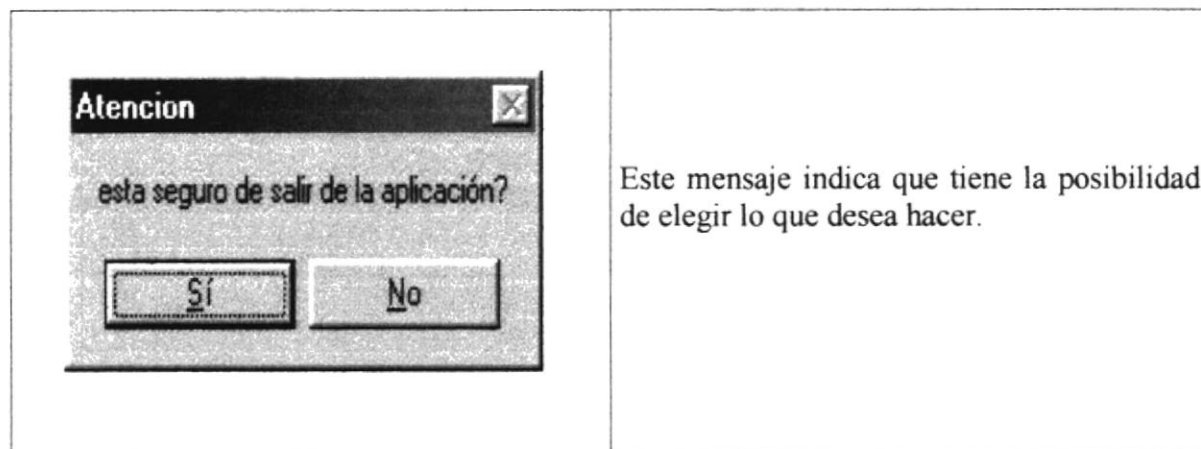 Atencion
esta seguro de salir de la aplicación?
Sí
No
Este mensaje indica que tiene la posibilidad
de elegir lo que desea hacer.